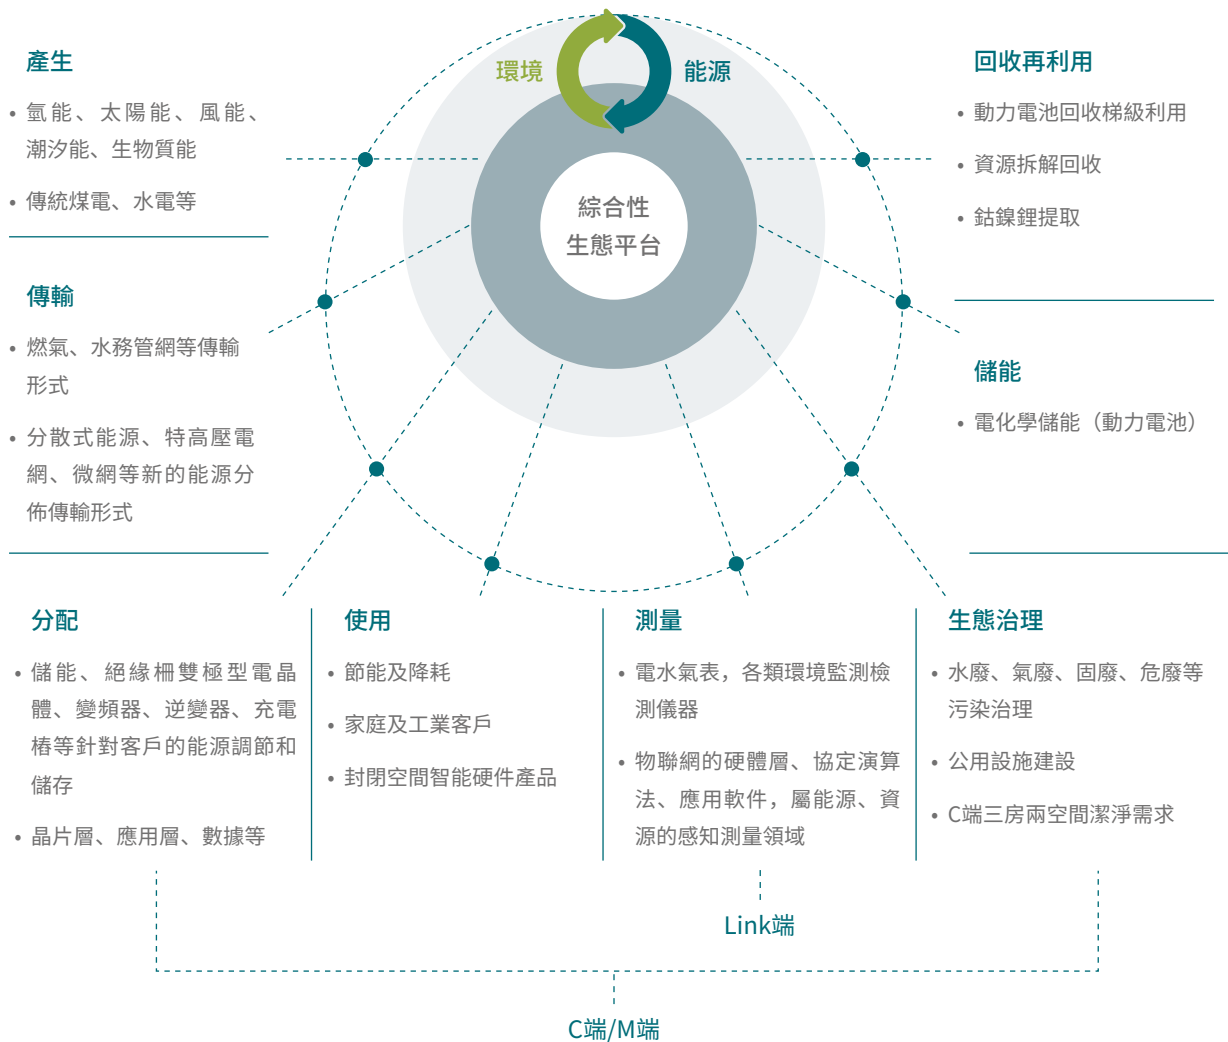 環境
能源
綜合性
生態平台
產生
• 氫能、太陽能、風能、
潮汐能、生物質能
• 傳統煤電、水電等
傳輸
• 燃氣、水務管網等傳輸
形式
• 分散式能源、特高壓電
網、微網等新的能源分
佈傳輸形式
回收再利用
• 動力電池回收梯級利用
• 資源拆解回收
• 鈷鎳鋰提取
儲能
• 電化學儲能（動力電池）
分配
• 儲能、絕緣柵雙極型電晶
體、變頻器、逆變器、充電
樁等針對客戶的能源調節和
儲存
• 晶片層、應用層、數據等
使用
• 節能及降耗
• 家庭及工業客戶
• 封閉空間智能硬件產品
測量
• 電水氣表，各類環境監測檢
測儀器
• 物聯網的硬體層、協定演算
法、應用軟件，屬能源、資
源的感知測量領域
生態治理
• 水廢、氣廢、固廢、危廢等
污染治理
• 公用設施建設
• C端三房兩空間潔淨需求
Link端
C端/M端